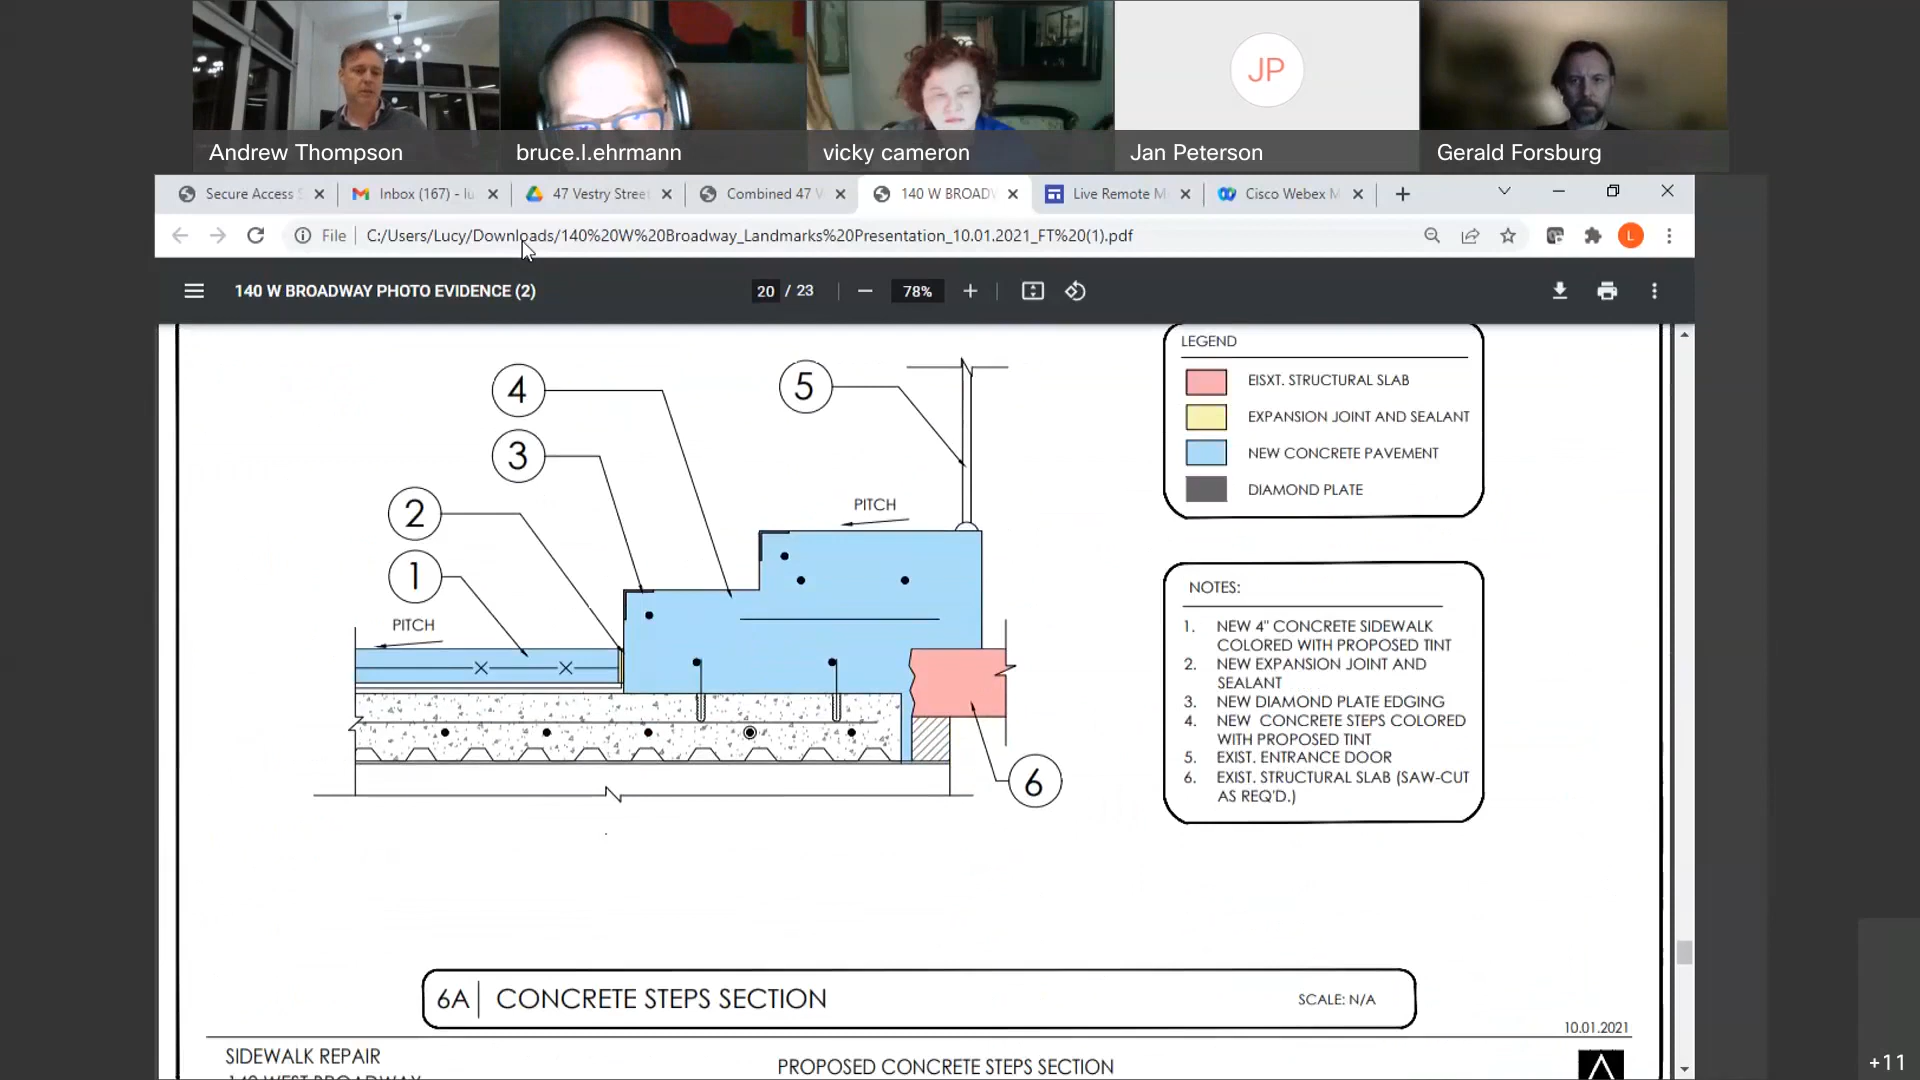 Andrew Thompson
bruce.l.ehrmann
vicky cameron
JP
Jan Peterson
Gerald Forsburg
Secure Access S
Inbox (167) - lu
47 Vestry Street
Combined 47 V
140 W BROADW
Live Remote M
Cisco Webex M
File
C:/Users/Lucy/Downloads/140%20W%20Broadway_Landmarks%20Presentation_10.01.2021_FT%20(1).pdf
L
140 W BROADWAY PHOTO EVIDENCE (2)
20 / 23
78%
4
3
2
1
5
6
PITCH
PITCH
LEGEND
EISXT. STRUCTURAL SLAB
EXPANSION JOINT AND SEALANT
NEW CONCRETE PAVEMENT
DIAMOND PLATE
NOTES:
1. NEW 4" CONCRETE SIDEWALK
COLORED WITH PROPOSED TINT
2. NEW EXPANSION JOINT AND
SEALANT
3. NEW DIAMOND PLATE EDGING
4. NEW CONCRETE STEPS COLORED
WITH PROPOSED TINT
5. EXIST. ENTRANCE DOOR
6. EXIST. STRUCTURAL SLAB (SAW-CUT
AS REQ'D.)
6A CONCRETE STEPS SECTION
SCALE: N/A
10.01.2021
SIDEWALK REPAIR
140 WEST BROADWAY
PROPOSED CONCRETE STEPS SECTION
+11